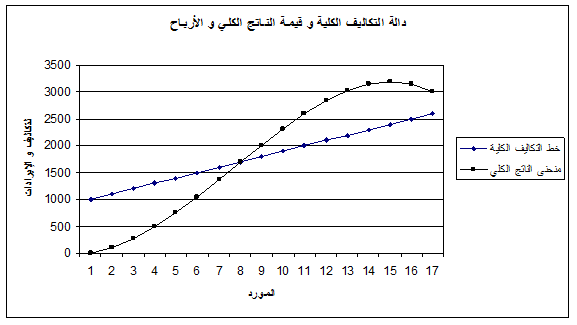 دالة التكاليف الكلية و قيمة الناتج الكلي و الأرباح
3500
3000
2500
2000
1500
1000
500
0
التكاليف و الإيرادات
1 2 3 4 5 6 7 8 9 10 11 12 13 14 15 16 17
المورد
خط التكاليف الكلية
منحنى الناتج الكلي